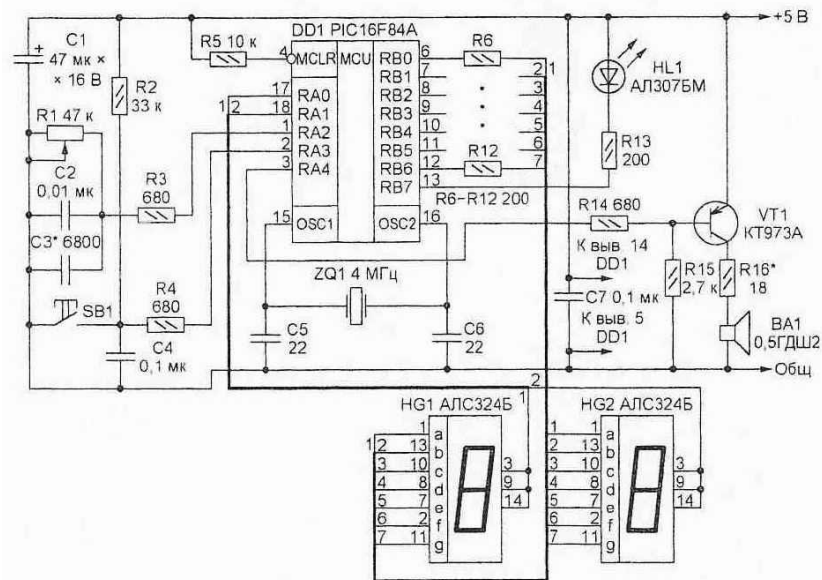 DD1 PIC16F84A
+5 В
C1
47 мк ×
× 16 В
R2
33 к
R5 10 к
4
MCLR
MCU
RB0
6
R6
RB1
7
2
1
RB2
8
3
RB3
9
4
RB4
10
5
RB5
11
6
RB6
12
R12
7
RB7
13
R6–R12 200
17
RA0
18
RA1
1
RA2
2
RA3
3
RA4
1
2
15
OSC1
OSC2
16
HL1
АЛ307БМ
R13
200
R1 47 к
C2
0,01 мк
C3* 6800
R3
680
R4
680
SB1
C4
0,1 мк
ZQ1 4 МГц
C5
22
C6
22
R14 680
VT1
КТ973А
К выв. 14
DD1
C7 0,1 мк
К выв. 5
DD1
R15
2,7 к
R16*
18
BA1
0,5ГДШ2
Общ
2
1
HG1 АЛС324Б
HG2 АЛС324Б
1
1
a
2
13
b
3
10
c
4
8
d
5
7
e
6
2
f
7
11
g
1
3
9
14
1
1
a
2
13
b
3
10
c
4
8
d
5
7
e
6
2
f
7
11
g
3
9
14